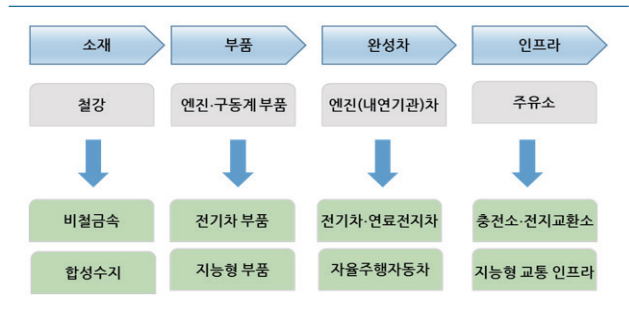 소재
부품
완성차
인프라
철강
엔진·구동계 부품
엔진(내연기관)차
주유소
비철금속
전기차 부품
전기차·연료전지차
충전소·전지교환소
합성수지
지능형 부품
자율주행자동차
지능형 교통 인프라